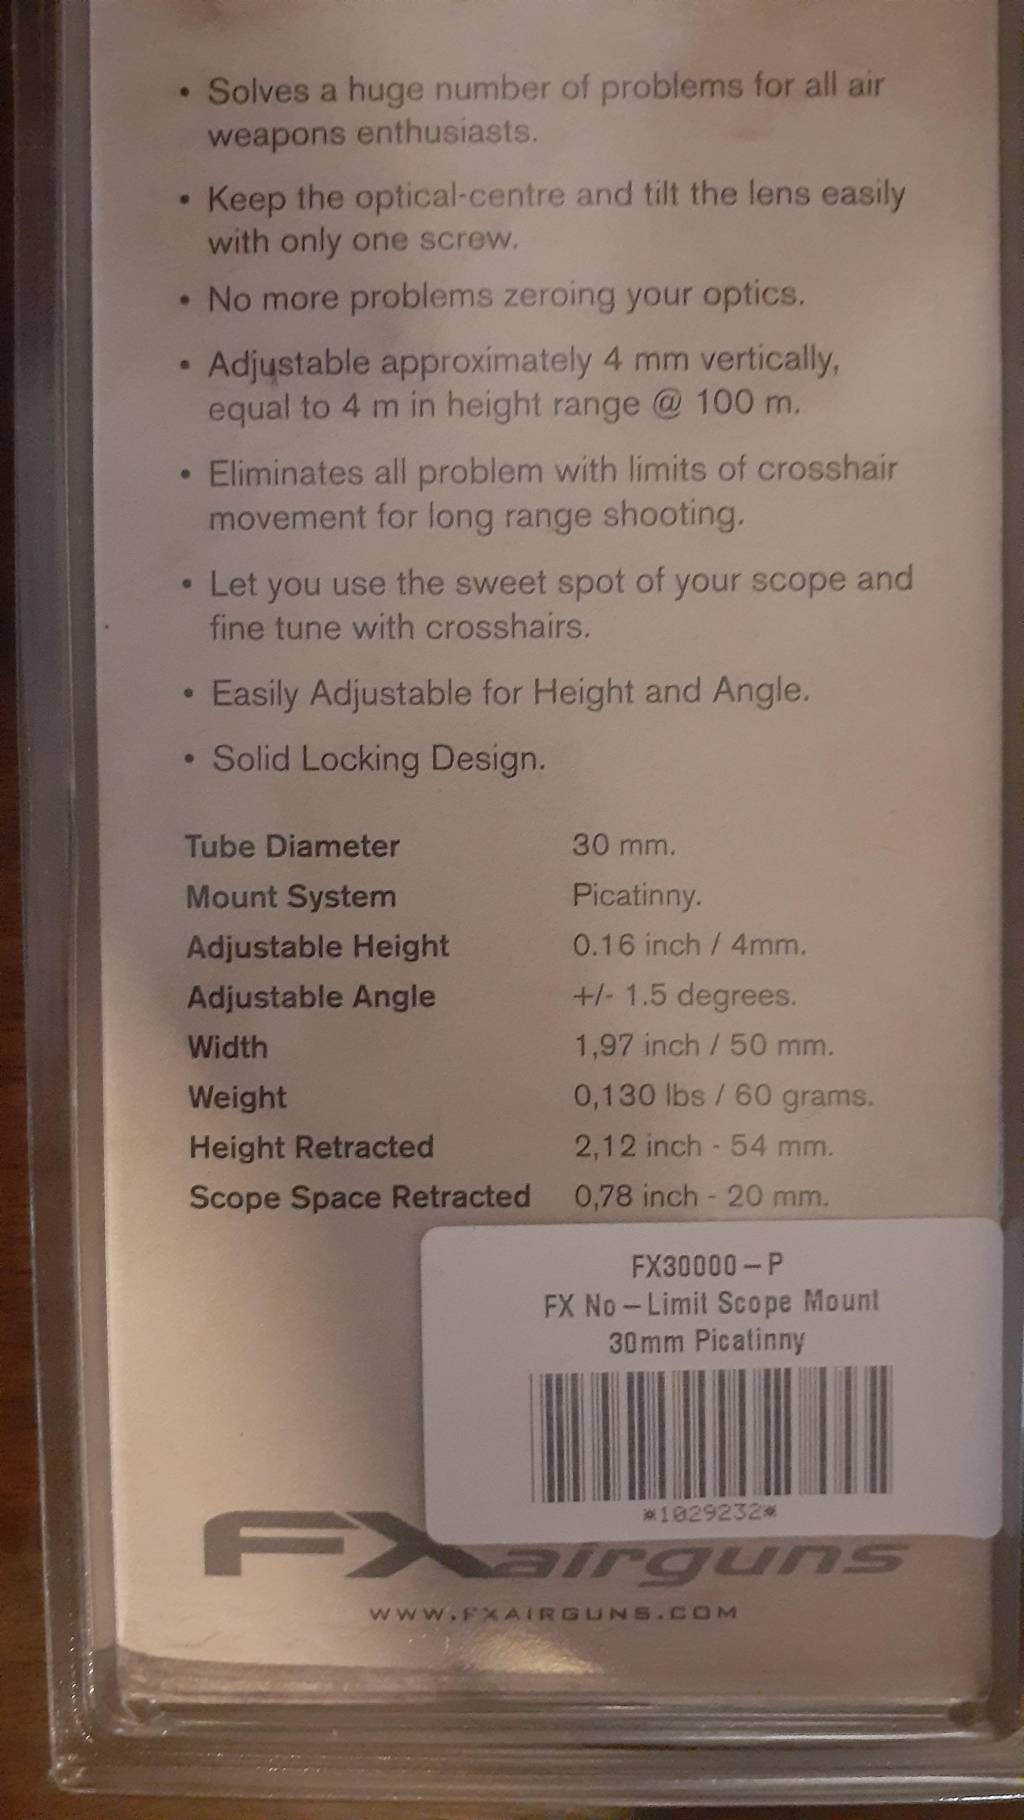 • Solves a huge number of problems for all air
weapons enthusiasts.
• Keep the optical-centre and tilt the lens easily
with only one screw.
• No more problems zeroing your optics.
• Adjustable approximately 4 mm vertically,
equal to 4 m in height range @ 100 m.
• Eliminates all problem with limits of crosshair
movement for long range shooting.
• Let you use the sweet spot of your scope and
fine tune with crosshairs.
• Easily Adjustable for Height and Angle.
• Solid Locking Design.
Tube Diameter 30 mm.
Mount System Picatinny.
Adjustable Height 0.16 inch / 4mm.
Adjustable Angle +/- 1.5 degrees.
Width 1,97 inch / 50 mm.
Weight 0,130 lbs / 60 grams.
Height Retracted 2,12 inch - 54 mm.
Scope Space Retracted 0,78 inch - 20 mm.
FX30000-P
FX No-Limit Scope Mount
30mm Picatinny
*1029232*
FXairguns
WWW.FXAIRGUNS.COM